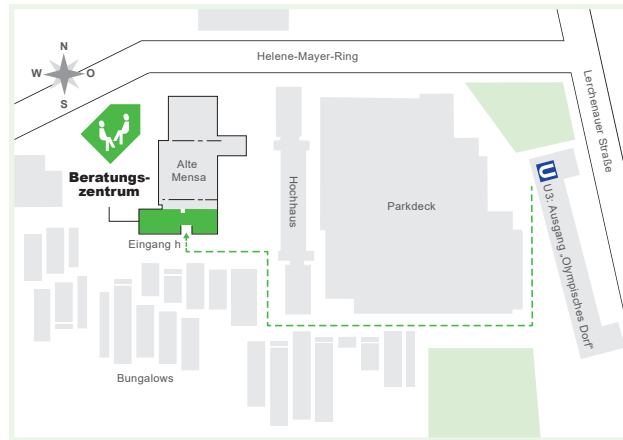 N
W O
S
Helene-Mayer-Ring
Lerchenauer Straße
Beratungs-
zentrum
Alte
Mensa
Eingang h
Hochhaus
Parkdeck
U
U3: Ausgang „Olympisches Dorf“
Bungalows